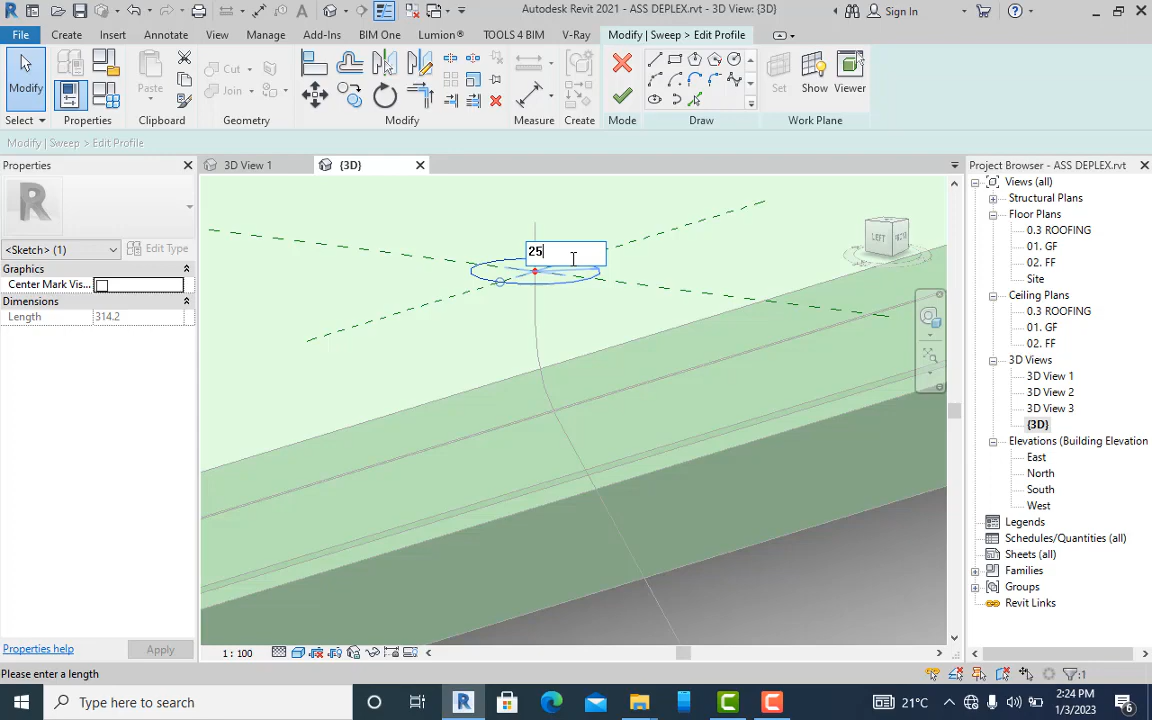 Autodesk Revit 2021 - ASS DEPLEX.rvt - 3D View: {3D}
Sign In
File
Create
Insert
Annotate
View
Manage
Add-Ins
BIM One
Lumion®
TOOLS 4 BIM
V-Ray
Modify | Sweep > Edit Profile
Modify
Select
Properties
Paste
Clipboard
Cut
Join
Geometry
Modify
Measure
Create
Mode
Draw
Set
Show
Viewer
Work Plane
Modify | Sweep > Edit Profile
Properties
<Sketch> (1)
Edit Type
Graphics
Center Mark Vis...
Dimensions
Length
314.2
Properties help
Apply
3D View 1
{3D}
25
LEFT
Project Browser - ASS DEPLEX.rvt
Views (all)
Structural Plans
Floor Plans
0.3 ROOFING
01. GF
02. FF
Site
Ceiling Plans
0.3 ROOFING
01. GF
02. FF
3D Views
3D View 1
3D View 2
3D View 3
{3D}
Elevations (Building Elevation
East
North
South
West
Legends
Schedules/Quantities (all)
Sheets (all)
Families
Groups
Revit Links
1 : 100
Please enter a length
:1
Type here to search
21°C
2:24 PM
1/3/2023
6